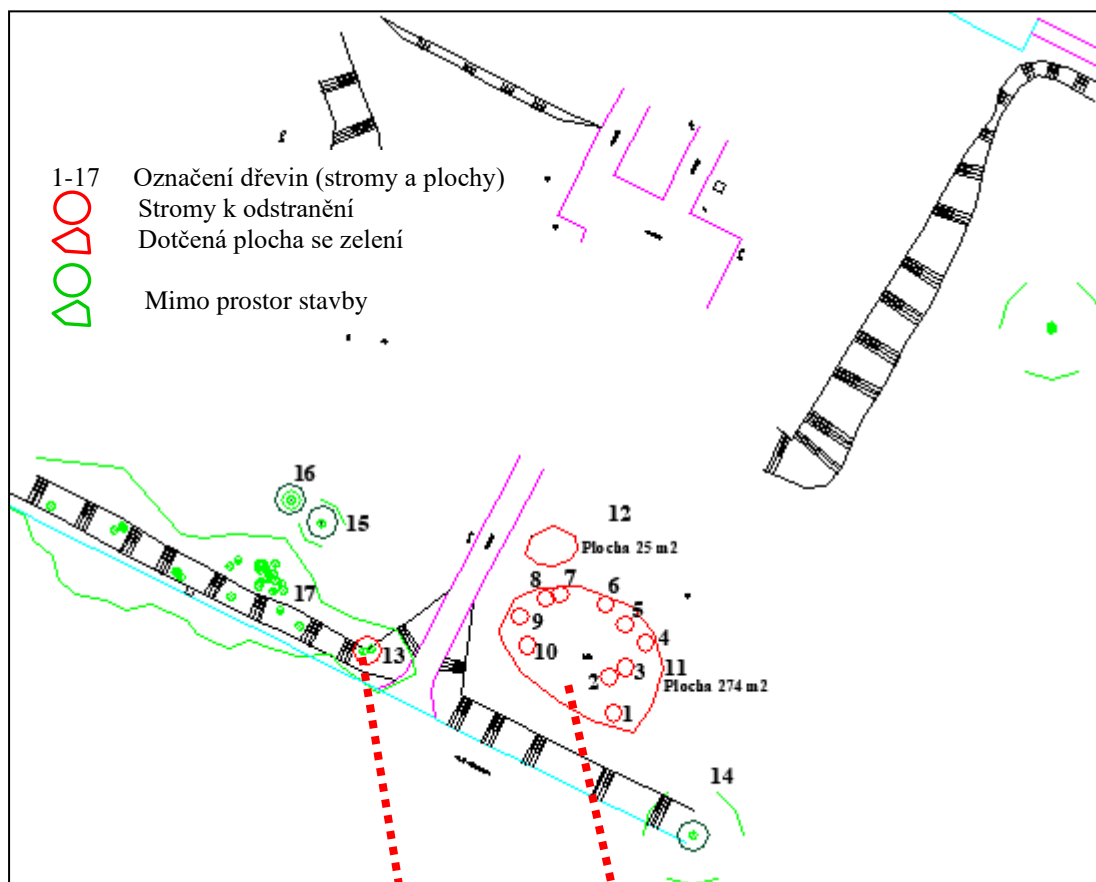 1-17 Označení dřevin (stromy a plochy)
Stromy k odstranění
Dotčená plocha se zelení
Mimo prostor stavby
16
15
12
Plocha 25 m2
8 7
6
5
17
9
4
10
13
11
3
2
Plocha 274 m2
1
14